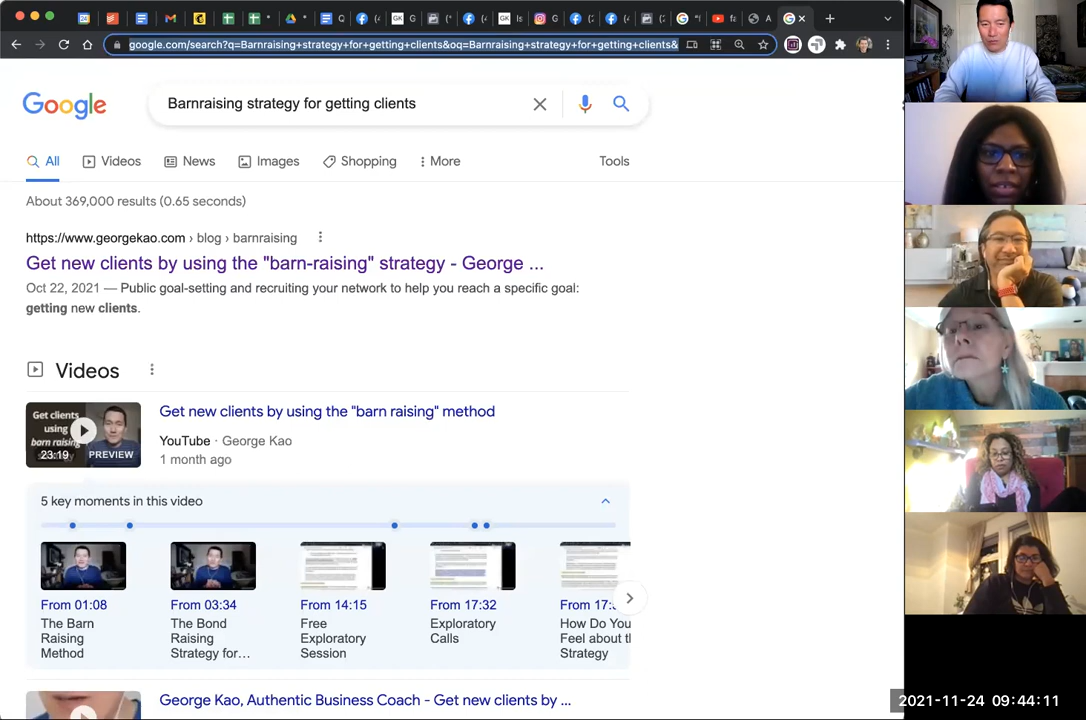 google.com/search?q=Barnraising+strategy+for+getting+clients&oq=Barnraising+strategy+for+getting+clients&
Google
Barnraising strategy for getting clients
All
Videos
News
Images
Shopping
More
Tools
About 369,000 results (0.65 seconds)
https://www.georgekao.com › blog › barnraising
Get new clients by using the "barn-raising" strategy - George ...
Oct 22, 2021 — Public goal-setting and recruiting your network to help you reach a specific goal:
getting new clients.
Videos
Get clients
using
barn raising
23:19
PREVIEW
Get new clients by using the "barn raising" method
YouTube · George Kao
1 month ago
5 key moments in this video
From 01:08
The Barn
Raising
Method
From 03:34
The Bond
Raising
Strategy for...
From 14:15
Free
Exploratory
Session
From 17:32
Exploratory
Calls
From 17:
How Do You
Feel about
Strategy
George Kao, Authentic Business Coach - Get new clients by ...
2021-11-24 09:44:11